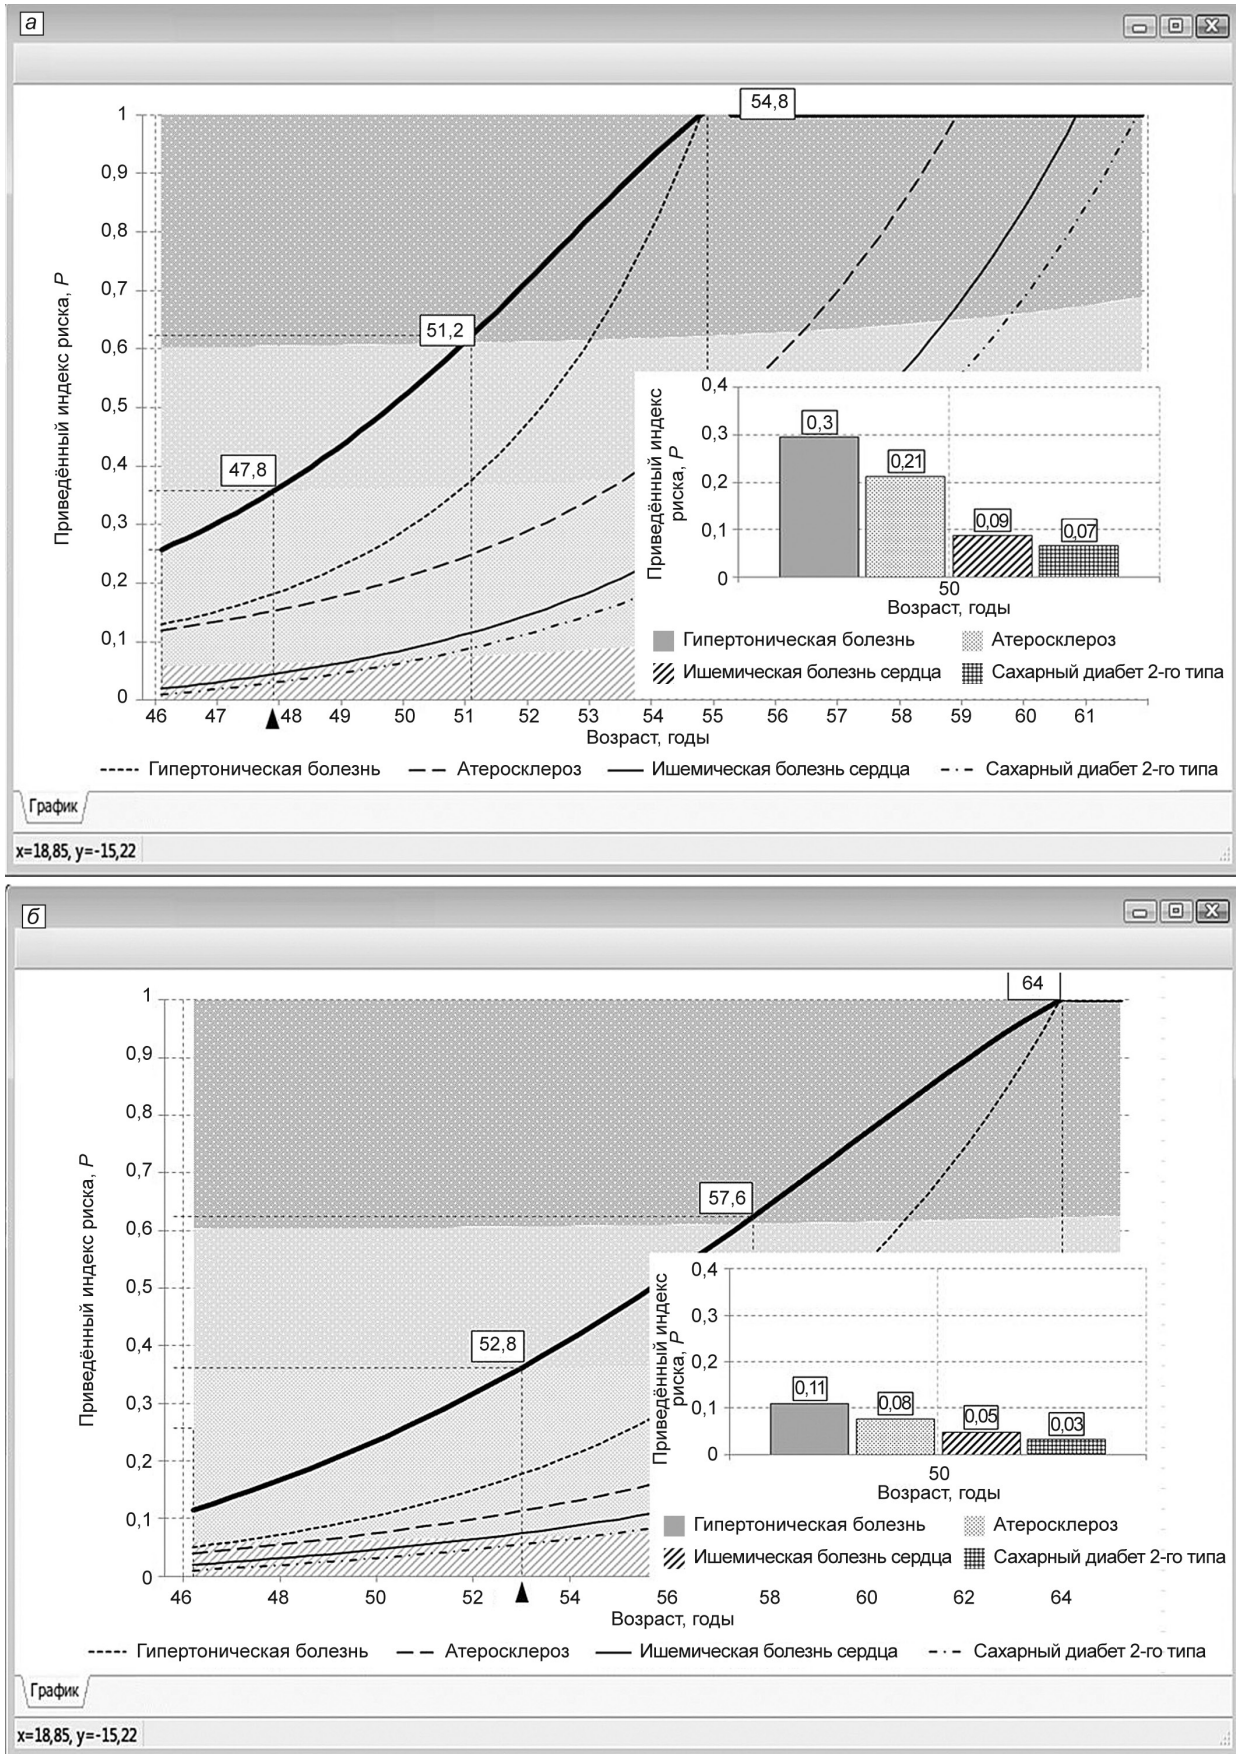 а
54,8
1
0,9
0,8
0,7
0,6
0,5
0,4
0,3
0,2
0,1
0
Приведённый индекс риска, P
51,2
47,8
46 47 48 49 50 51 52 53 54 55 56 57 58 59 60 61
Возраст, годы
0,4
0,3
0,2
0,1
0
Приведённый индекс
риска, P
0,3
0,21
0,09
0,07
50
Возраст, годы
Гипертоническая болезнь Атеросклероз
Ишемическая болезнь сердца Сахарный диабет 2-го типа
Гипертоническая болезнь Атеросклероз Ишемическая болезнь сердца Сахарный диабет 2-го типа
График
x=18,85, y=-15,22
б
64
1
0,9
0,8
0,7
0,6
0,5
0,4
0,3
0,2
0,1
0
Приведённый индекс риска, P
57,6
52,8
46 48 50 52 54 56 58 60 62 64
Возраст, годы
0,4
0,3
0,2
0,1
0
Приведённый индекс
риска, P
0,11
0,08
0,05
0,03
50
Возраст, годы
Гипертоническая болезнь Атеросклероз
Ишемическая болезнь сердца Сахарный диабет 2-го типа
Гипертоническая болезнь Атеросклероз Ишемическая болезнь сердца Сахарный диабет 2-го типа
График
x=18,85, y=-15,22